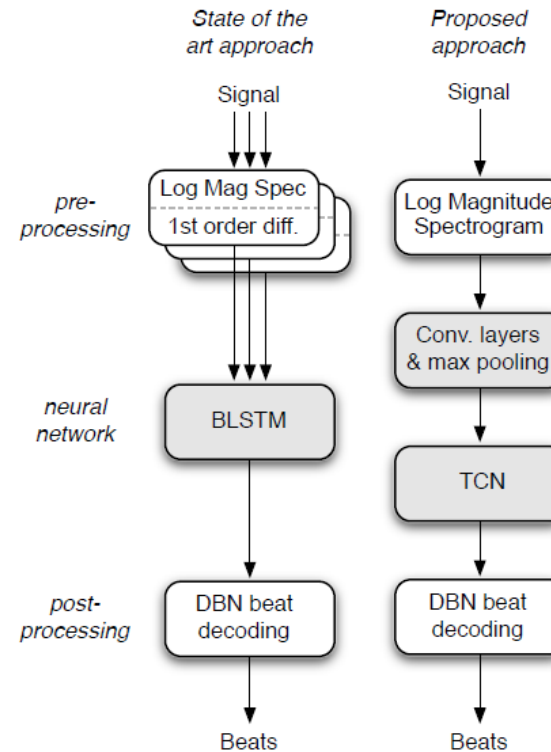 State of the
art approach
Proposed
approach
Signal
Signal
pre-
processing
Log Mag Spec
1st order diff.
Log Magnitude
Spectrogram
Conv. layers
& max pooling
neural
network
BLSTM
TCN
post-
processing
DBN beat
decoding
DBN beat
decoding
Beats
Beats